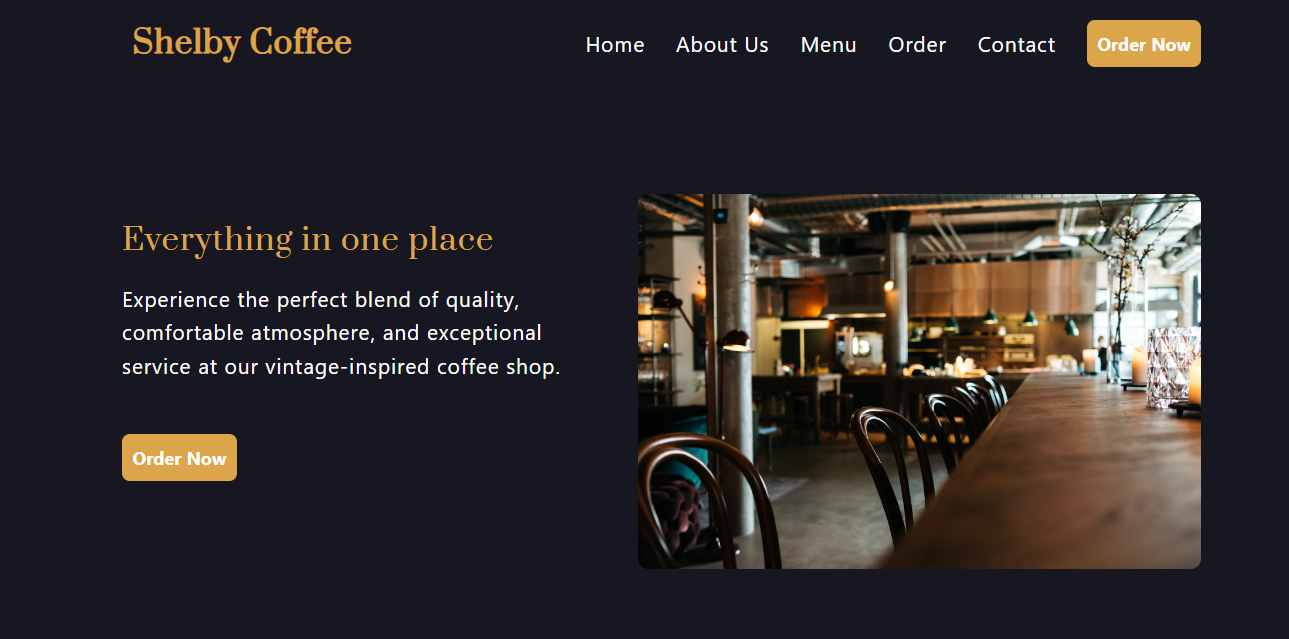 Shelby Coffee
Home About Us Menu Order Contact Order Now
Everything in one place
Experience the perfect blend of quality,
comfortable atmosphere, and exceptional
service at our vintage-inspired coffee shop.
Order Now